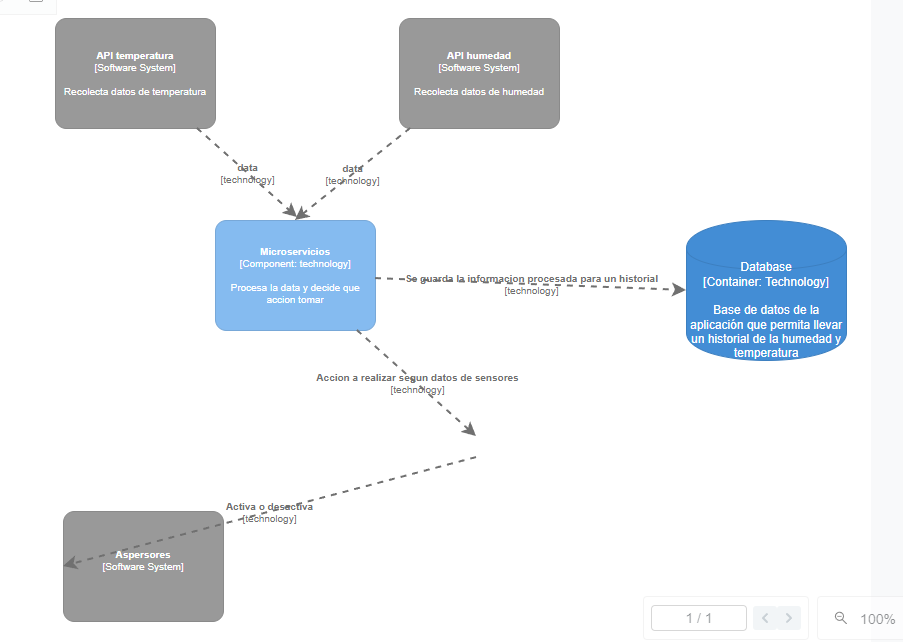 API temperatura
[Software System]
Recolecta datos de temperatura
API humedad
[Software System]
Recolecta datos de humedad
data
[technology]
data
[technology]
Microservicios
[Component: technology]
Procesa la data y decide que
accion tomar
Se guarda la informacion procesada para un historial
[technology]
Database
[Container: Technology]
Base de datos de la
aplicación que permita llevar
un historial de la humedad y
temperatura
Accion a realizar segun datos de sensores
[technology]
Activa o desactiva
[technology]
Aspersores
[Software System]
1 / 1
100%